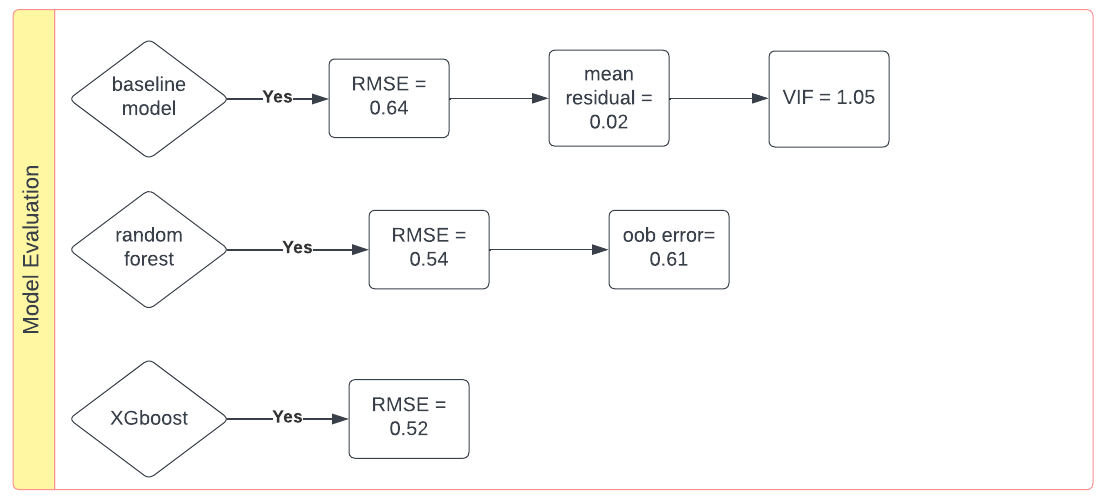 Model Evaluation
baseline
model
Yes
RMSE =
0.64
mean
residual =
0.02
VIF = 1.05
random
forest
Yes
RMSE =
0.54
oob error=
0.61
XGboost
Yes
RMSE =
0.52